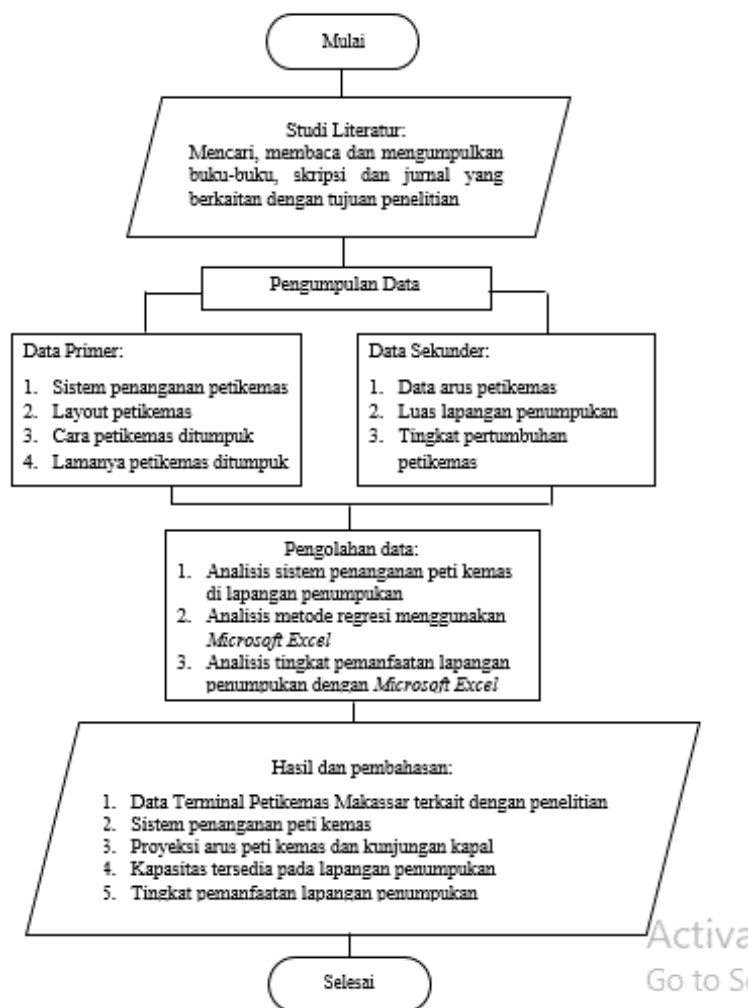 Mulai
Studi Literatur:
Mencari, membaca dan mengumpulkan
buku-buku, skripsi dan jurnal yang
berkaitan dengan tujuan penelitian
Pengumpulan Data
Data Primer:
1. Sistem penanganan petikemas
2. Layout petikemas
3. Cara petikemas ditumpuk
4. Lamanya petikemas ditumpuk
Data Sekunder:
1. Data arus petikemas
2. Luas lapangan penumpukan
3. Tingkat pertumbuhan
petikemas
Pengolahan data:
1. Analisis sistem penanganan peti kemas
di lapangan penumpukan
2. Analisis metode regresi menggunakan
Microsoft Excel
3. Analisis tingkat pemanfaatan lapangan
penumpukan dengan Microsoft Excel
Hasil dan pembahasan:
1. Data Terminal Petikemas Makassar terkait dengan penelitian
2. Sistem penanganan peti kemas
3. Proyeksi arus peti kemas dan kunjungan kapal
4. Kapasitas tersedia pada lapangan penumpukan
5. Tingkat pemanfaatan lapangan penumpukan
Selesai
Activa
Go to Se